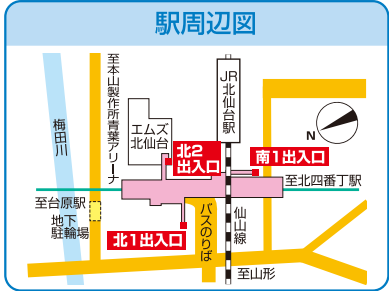 駅周辺図
至本山製作所青葉アリーナ
JR北仙台駅
梅田川
エムズ
北仙台
北2
出入口
南1出入口
N
至北四番丁駅
至台原駅
地下
駐輪場
北1出入口
バスのりば
仙山線
至山形